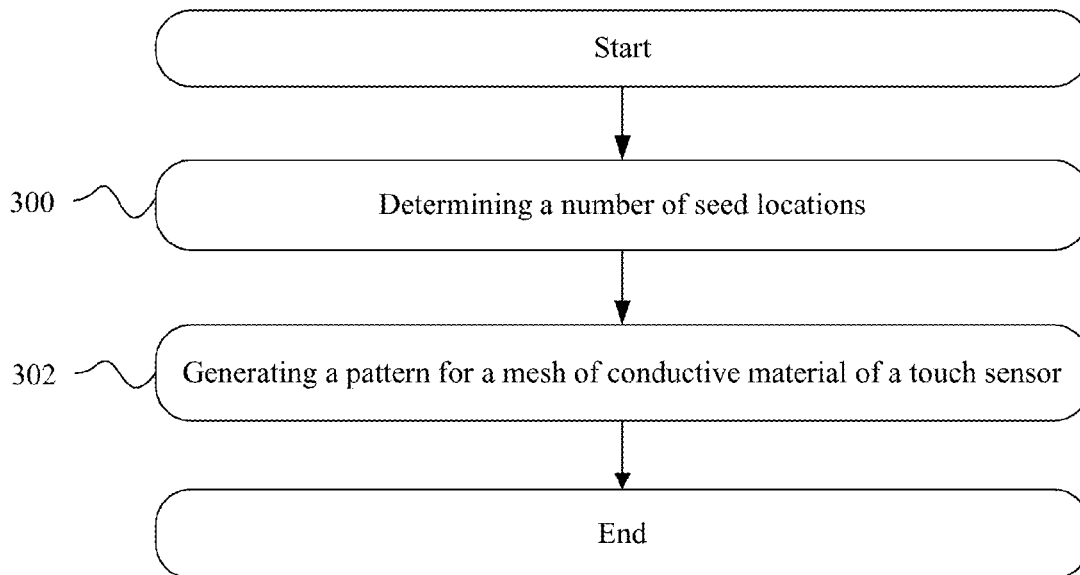 Start
300
Determining a number of seed locations
302
Generating a pattern for a mesh of conductive material of a touch sensor
End